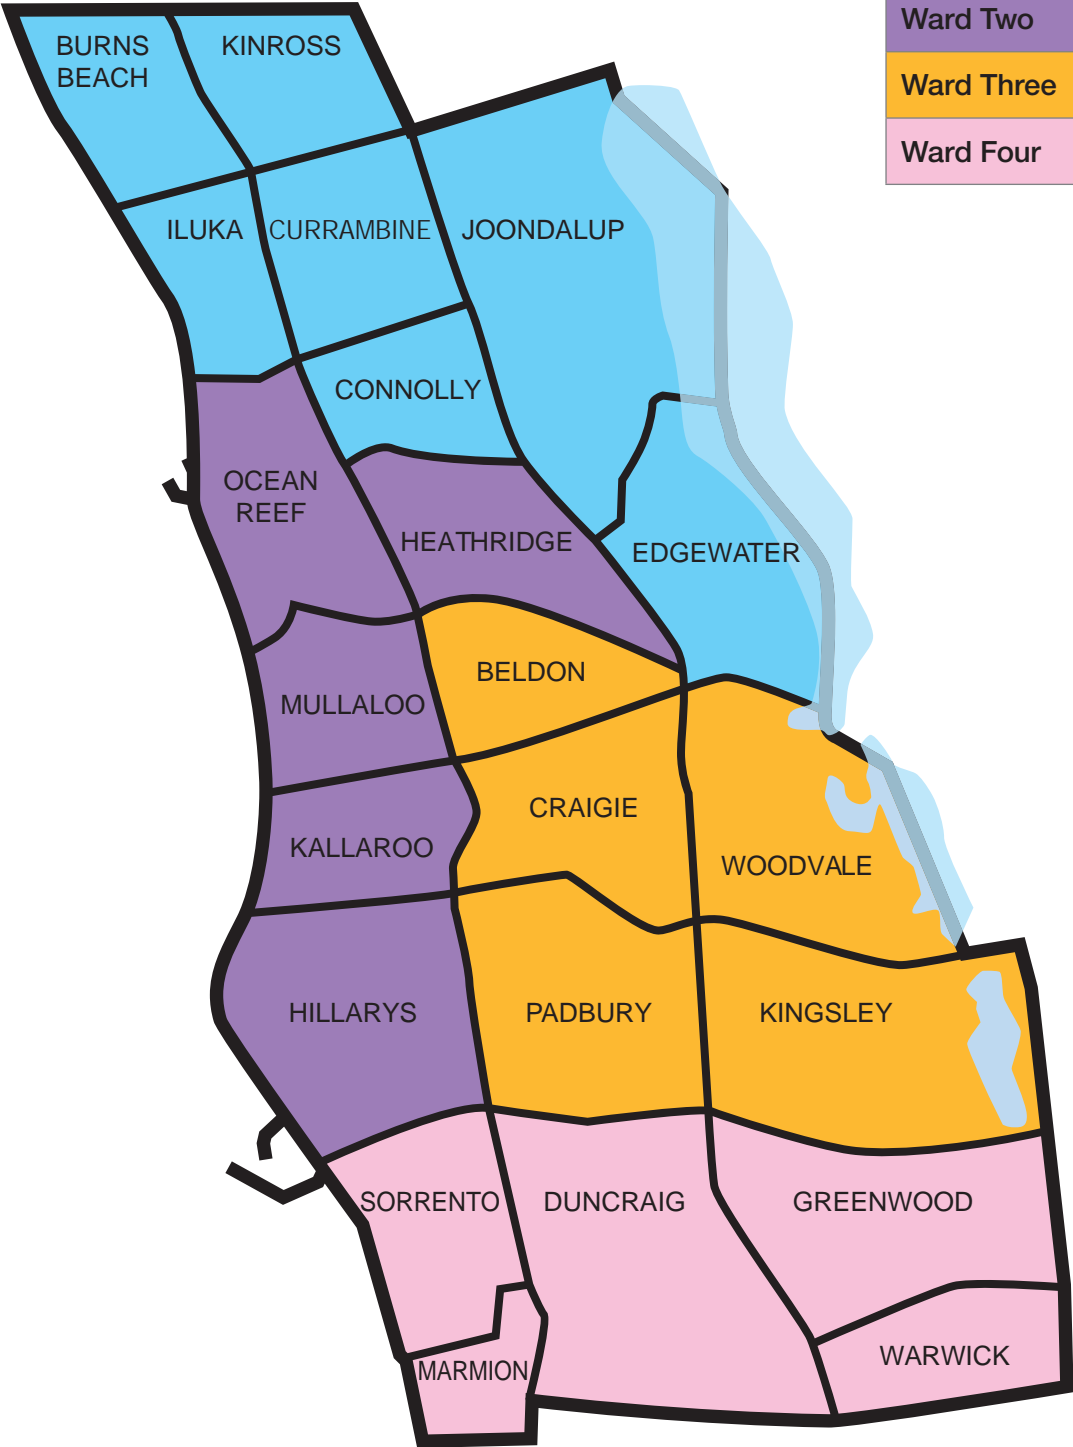 Ward Two
Ward Three
Ward Four
BURNS
BEACH
KINROSS
ILUKA
CURRAMBINE
JOONDALUP
CONNOLLY
OCEAN
REEF
HEATHRIDGE
EDGEWATER
BELDON
MULLALOO
CRAIGIE
KALLAROO
WOODVALE
HILLARYS
PADBURY
KINGSLEY
SORRENTO
DUNCRAIG
GREENWOOD
MARMION
WARWICK